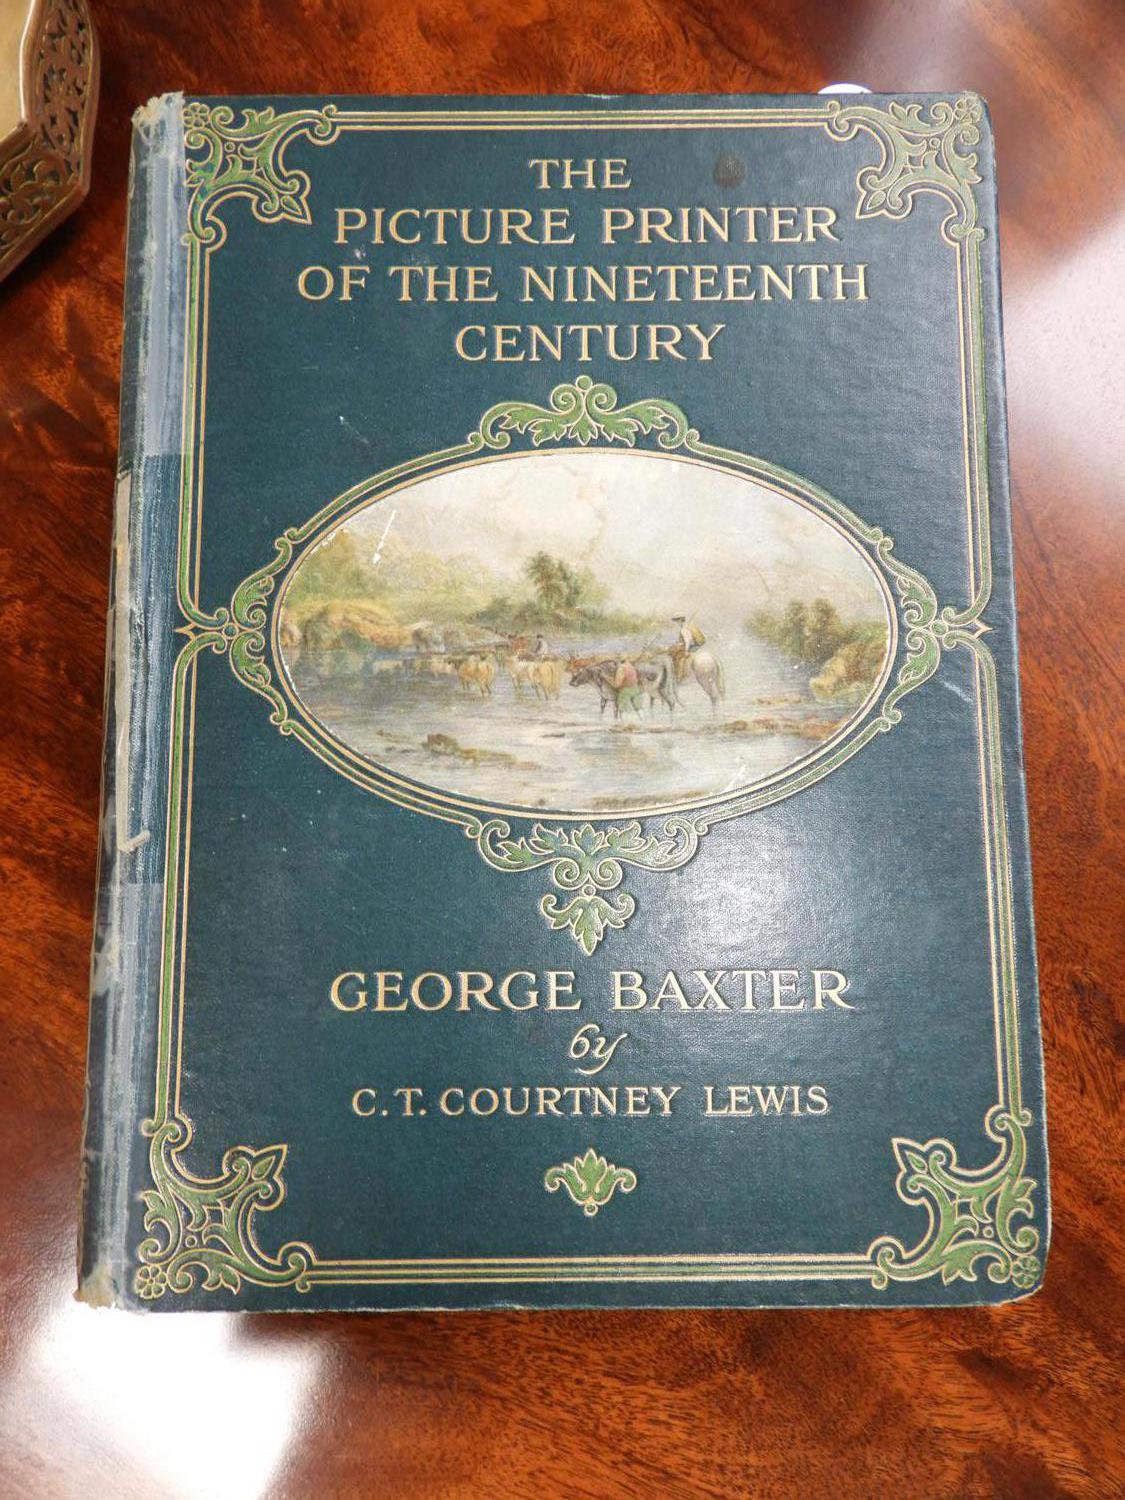 THE
PICTURE PRINTER
OF THE NINETEENTH
CENTURY
GEORGE BAXTER
by
C.T. COURTNEY LEWIS